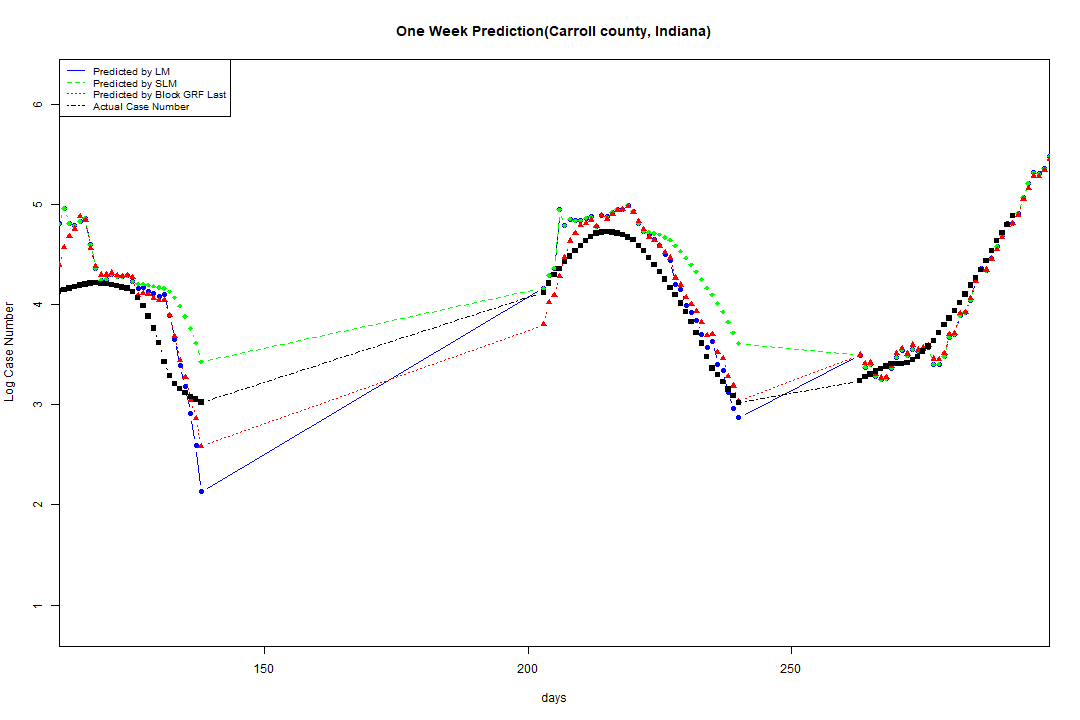 One Week Prediction(Carroll county, Indiana)
Predicted by LM
Predicted by SLM
Predicted by Block GRF Last
Actual Case Number
Log Case Number
6
5
4
3
2
1
150
200
250
days